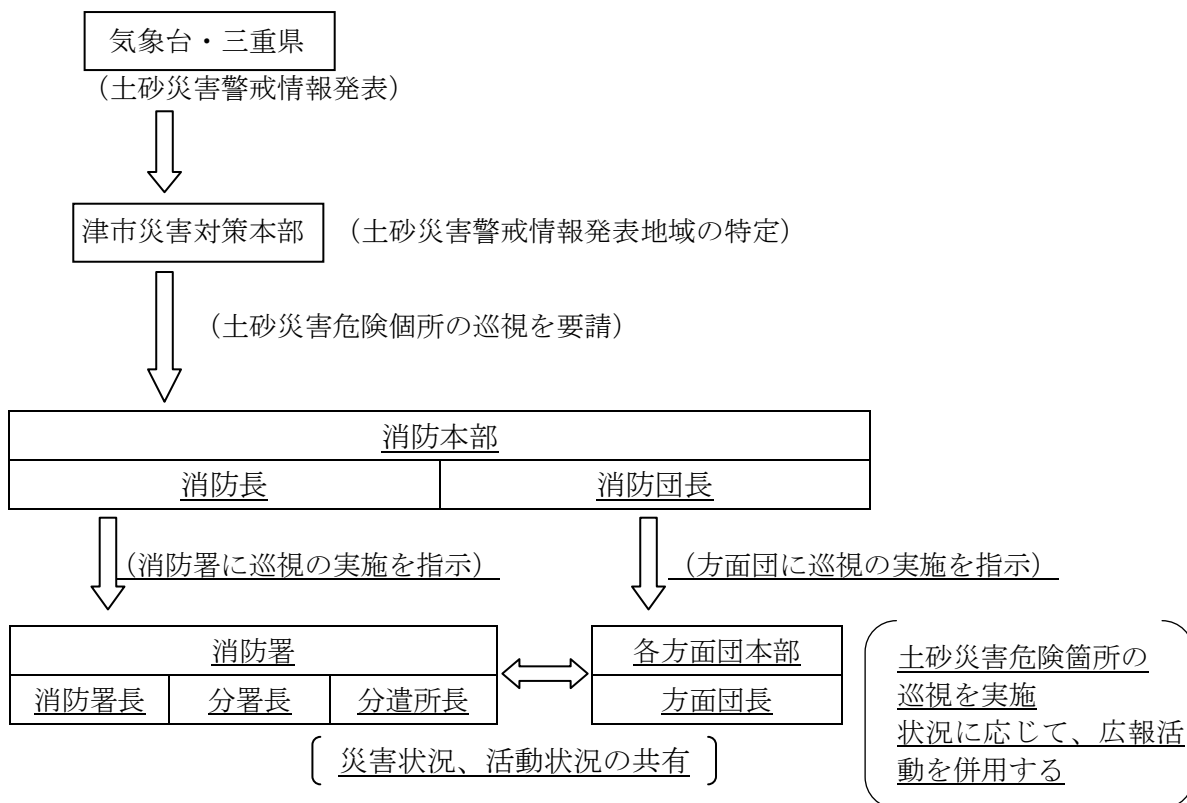 気象台・三重県
（土砂災害警戒情報発表）
津市災害対策本部
（土砂災害警戒情報発表地域の特定）
（土砂災害危険個所の巡視を要請）
消防本部
消防長
消防団長
（消防署に巡視の実施を指示）
（方面団に巡視の実施を指示）
消防署
消防署長
分署長
分遣所長
各方面団本部
方面団長
土砂災害危険箇所の
巡視を実施
状況に応じて、広報活
動を併用する
災害状況、活動状況の共有